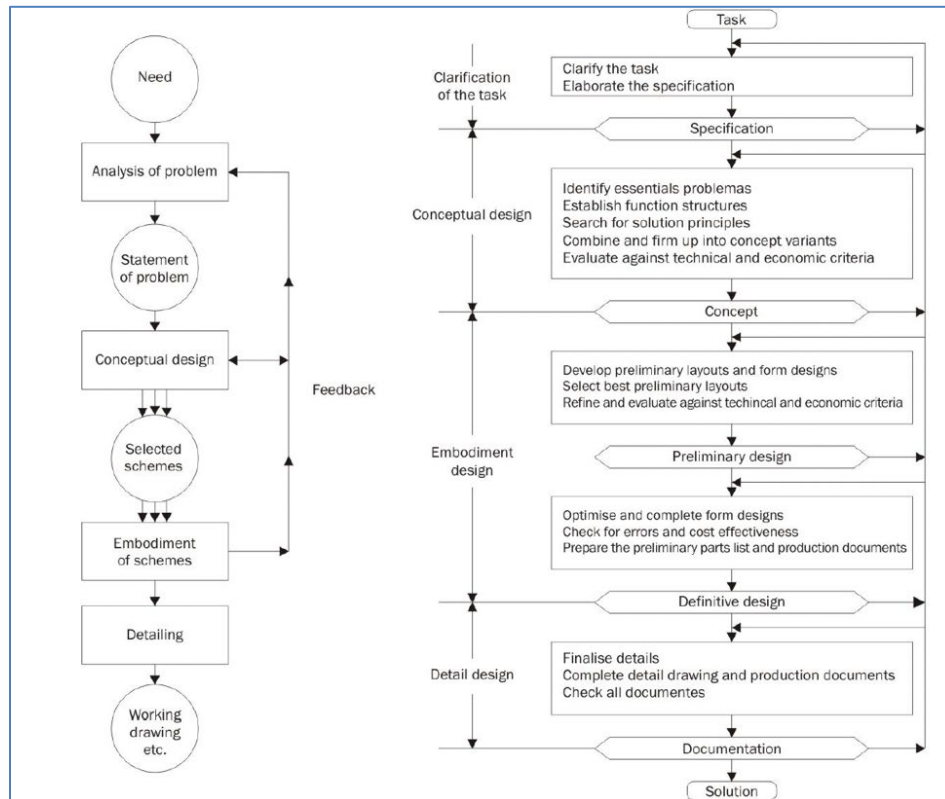 Need
Analysis of problem
Statement
of problem
Conceptual design
Feedback
Selected
schemes
Embodiment
of schemes
Detailing
Working
drawing
etc.
Task
Clarification
of the task
Clarify the task
Elaborate the specification
Specification
Conceptual design
Identify essentials problemas
Establish function structures
Search for solution principles
Combine and firm up into concept variants
Evaluate against technical and economic criteria
Concept
Embodiment
design
Develop preliminary layouts and form designs
Select best preliminary layouts
Refine and evaluate against techincal and economic criteria
Preliminary design
Optimise and complete form designs
Check for errors and cost effectiveness
Prepare the preliminary parts list and production documents
Definitive design
Detail design
Finalise details
Complete detail drawing and production documents
Check all documentes
Documentation
Solution